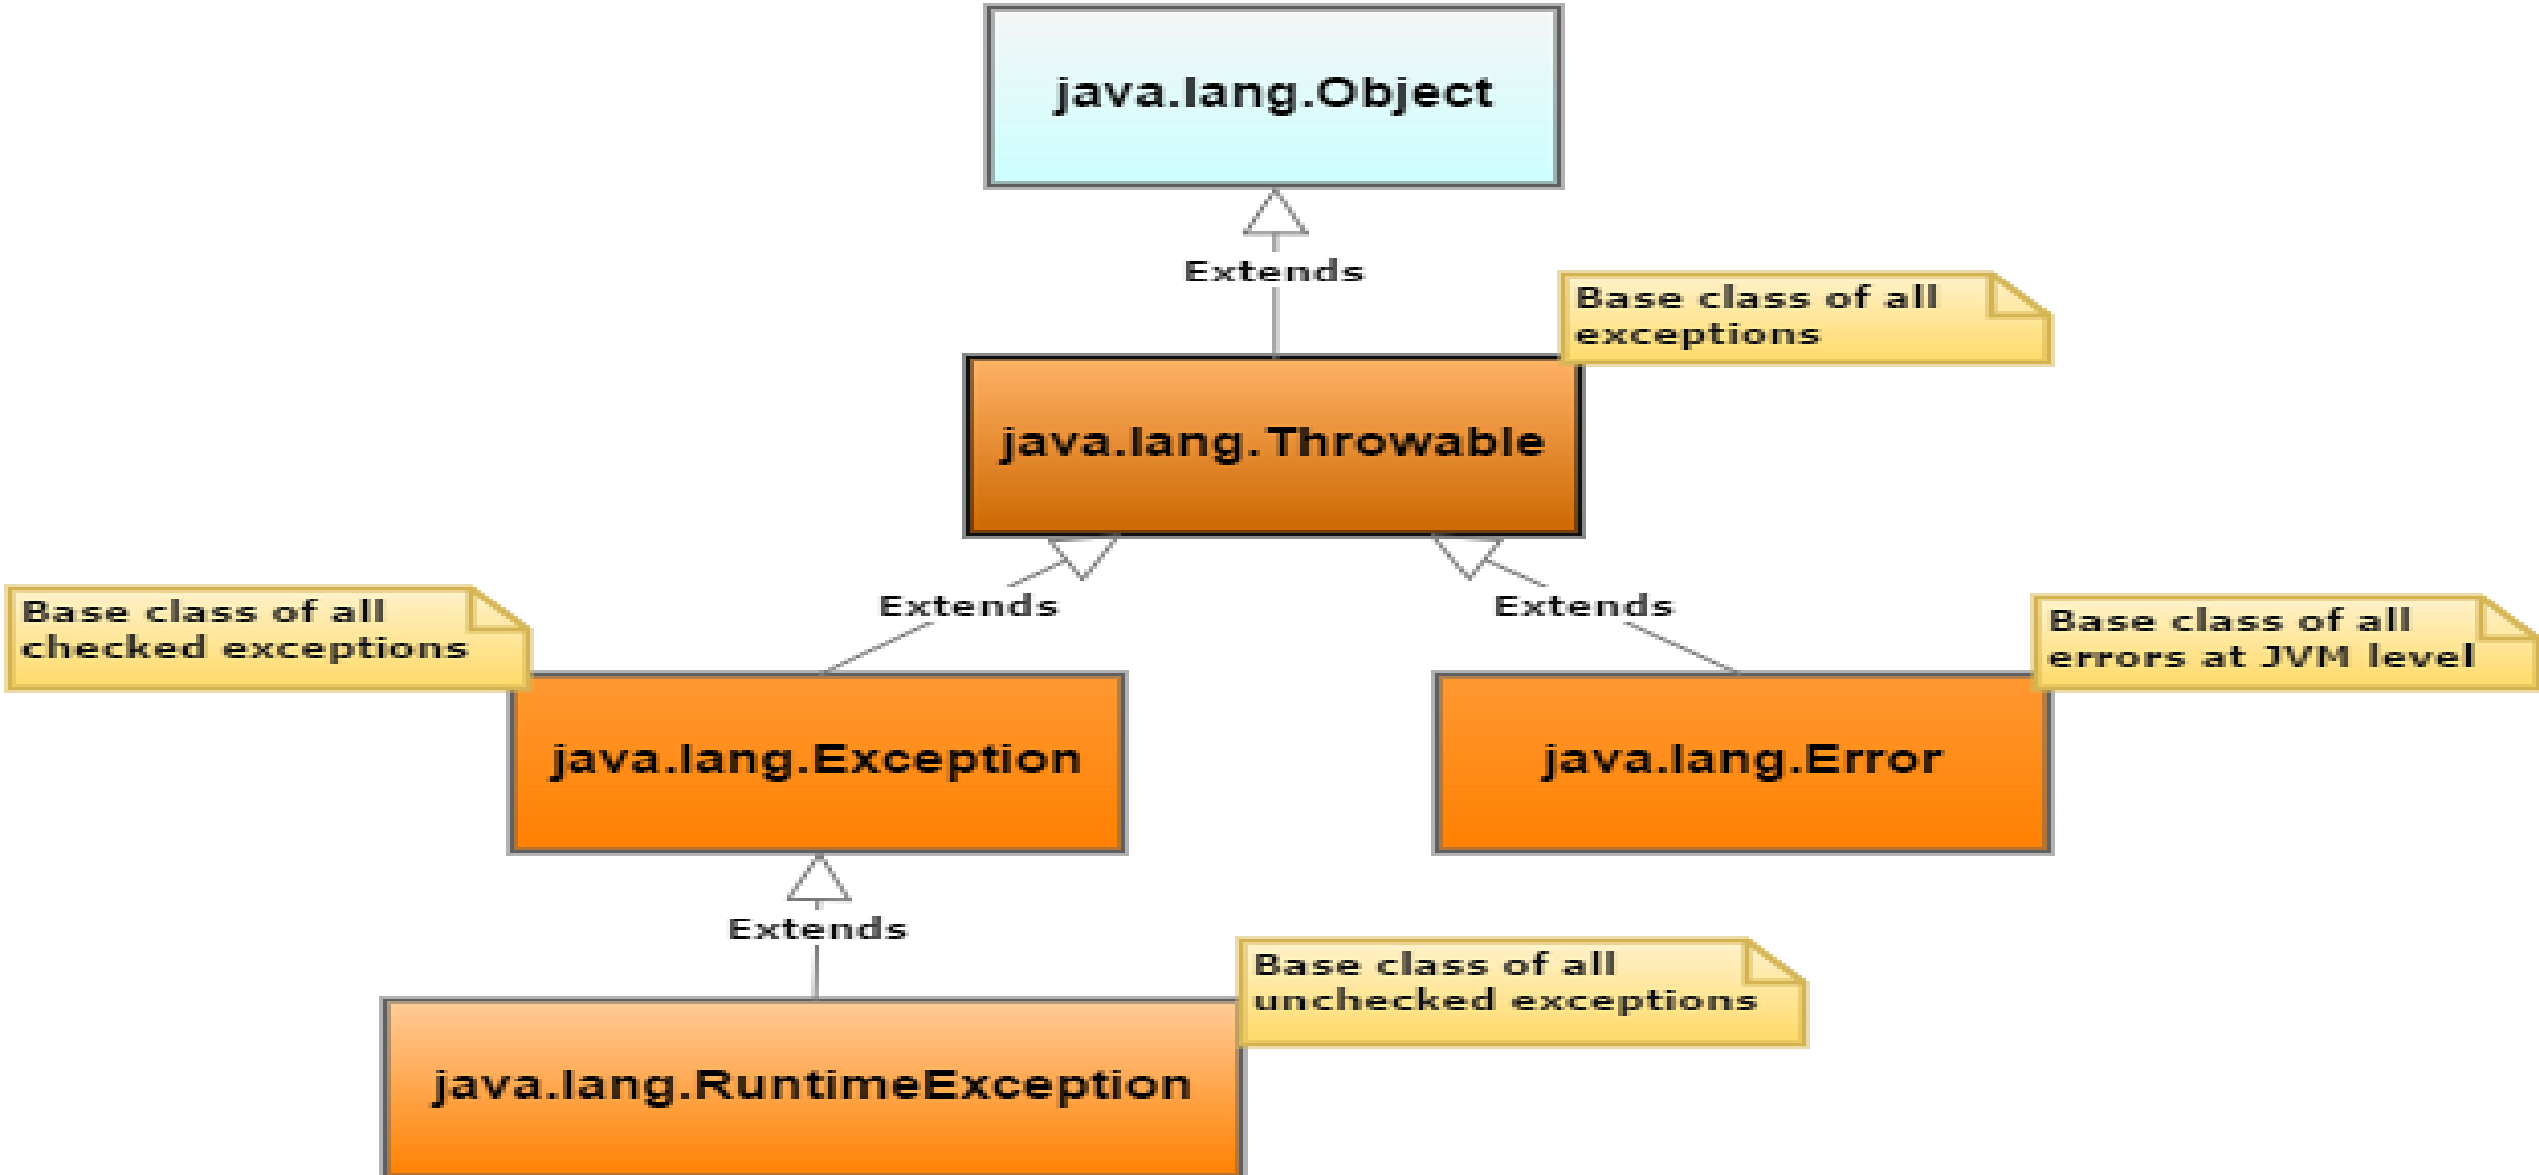 java.lang.Object
Extends
Base class of all
exceptions
java.lang.Throwable
Extends
Extends
Base class of all
checked exceptions
Base class of all
errors at JVM level
java.lang.Exception
java.lang.Error
Extends
Base class of all
unchecked exceptions
java.lang.RuntimeException